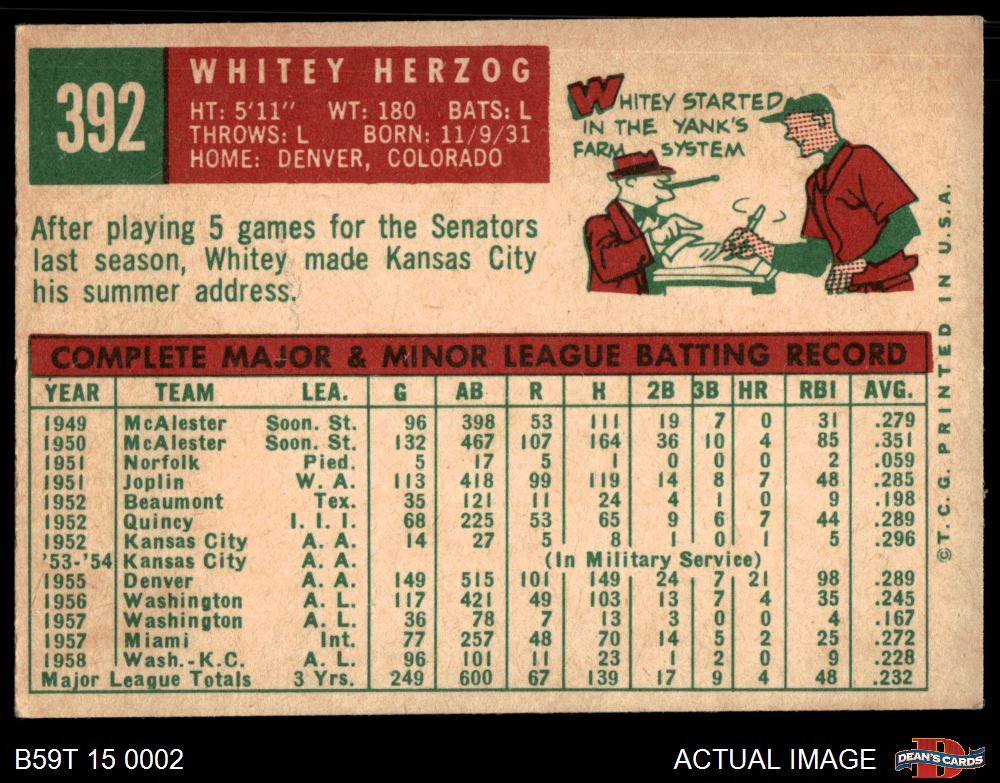 392
WHITEY HERZOG
HT: 5'11" WT: 180 BATS: L
THROWS: L BORN: 11/9/31
HOME: DENVER, COLORADO
WHITEY STARTED
IN THE YANK'S
FARM SYSTEM
After playing 5 games for the Senators
last season, Whitey made Kansas City
his summer address.
COMPLETE MAJOR & MINOR LEAGUE BATTING RECORD
YEAR TEAM LEA. G AB R H 2B 3B HR RBI AVG.
1949 McAlester Soon. St. 96 398 53 111 19 7 0 31 .279
1950 McAlester Soon. St. 132 467 107 164 36 10 4 85 .351
1951 Norfolk Pied. 5 17 5 1 0 0 0 2 .059
1951 Joplin W. A. 113 418 99 119 14 8 7 48 .285
1952 Beaumont Tex. 35 121 11 24 4 1 0 9 .198
1952 Quincy I. I. I. 68 225 53 65 9 6 7 44 .289
1952 Kansas City A. A. 14 27 5 8 1 0 1 5 .296
'53-'54 Kansas City A. A. (In Military Service)
1955 Denver A. A. 149 515 101 149 24 7 21 98 .289
1956 Washington A. L. 117 421 49 103 13 7 4 35 .245
1957 Washington A. L. 36 78 7 13 3 0 0 4 .167
1957 Miami Int. 77 257 48 70 14 5 2 25 .272
1958 Wash.-K.C. A. L. 96 101 11 23 1 2 0 9 .228
Major League Totals 3 Yrs. 249 600 67 139 17 9 4 48 .232
© T. C. G. PRINTED IN U.S.A.
B59T 15 0002
ACTUAL IMAGE
D
DEAN'S CARDS